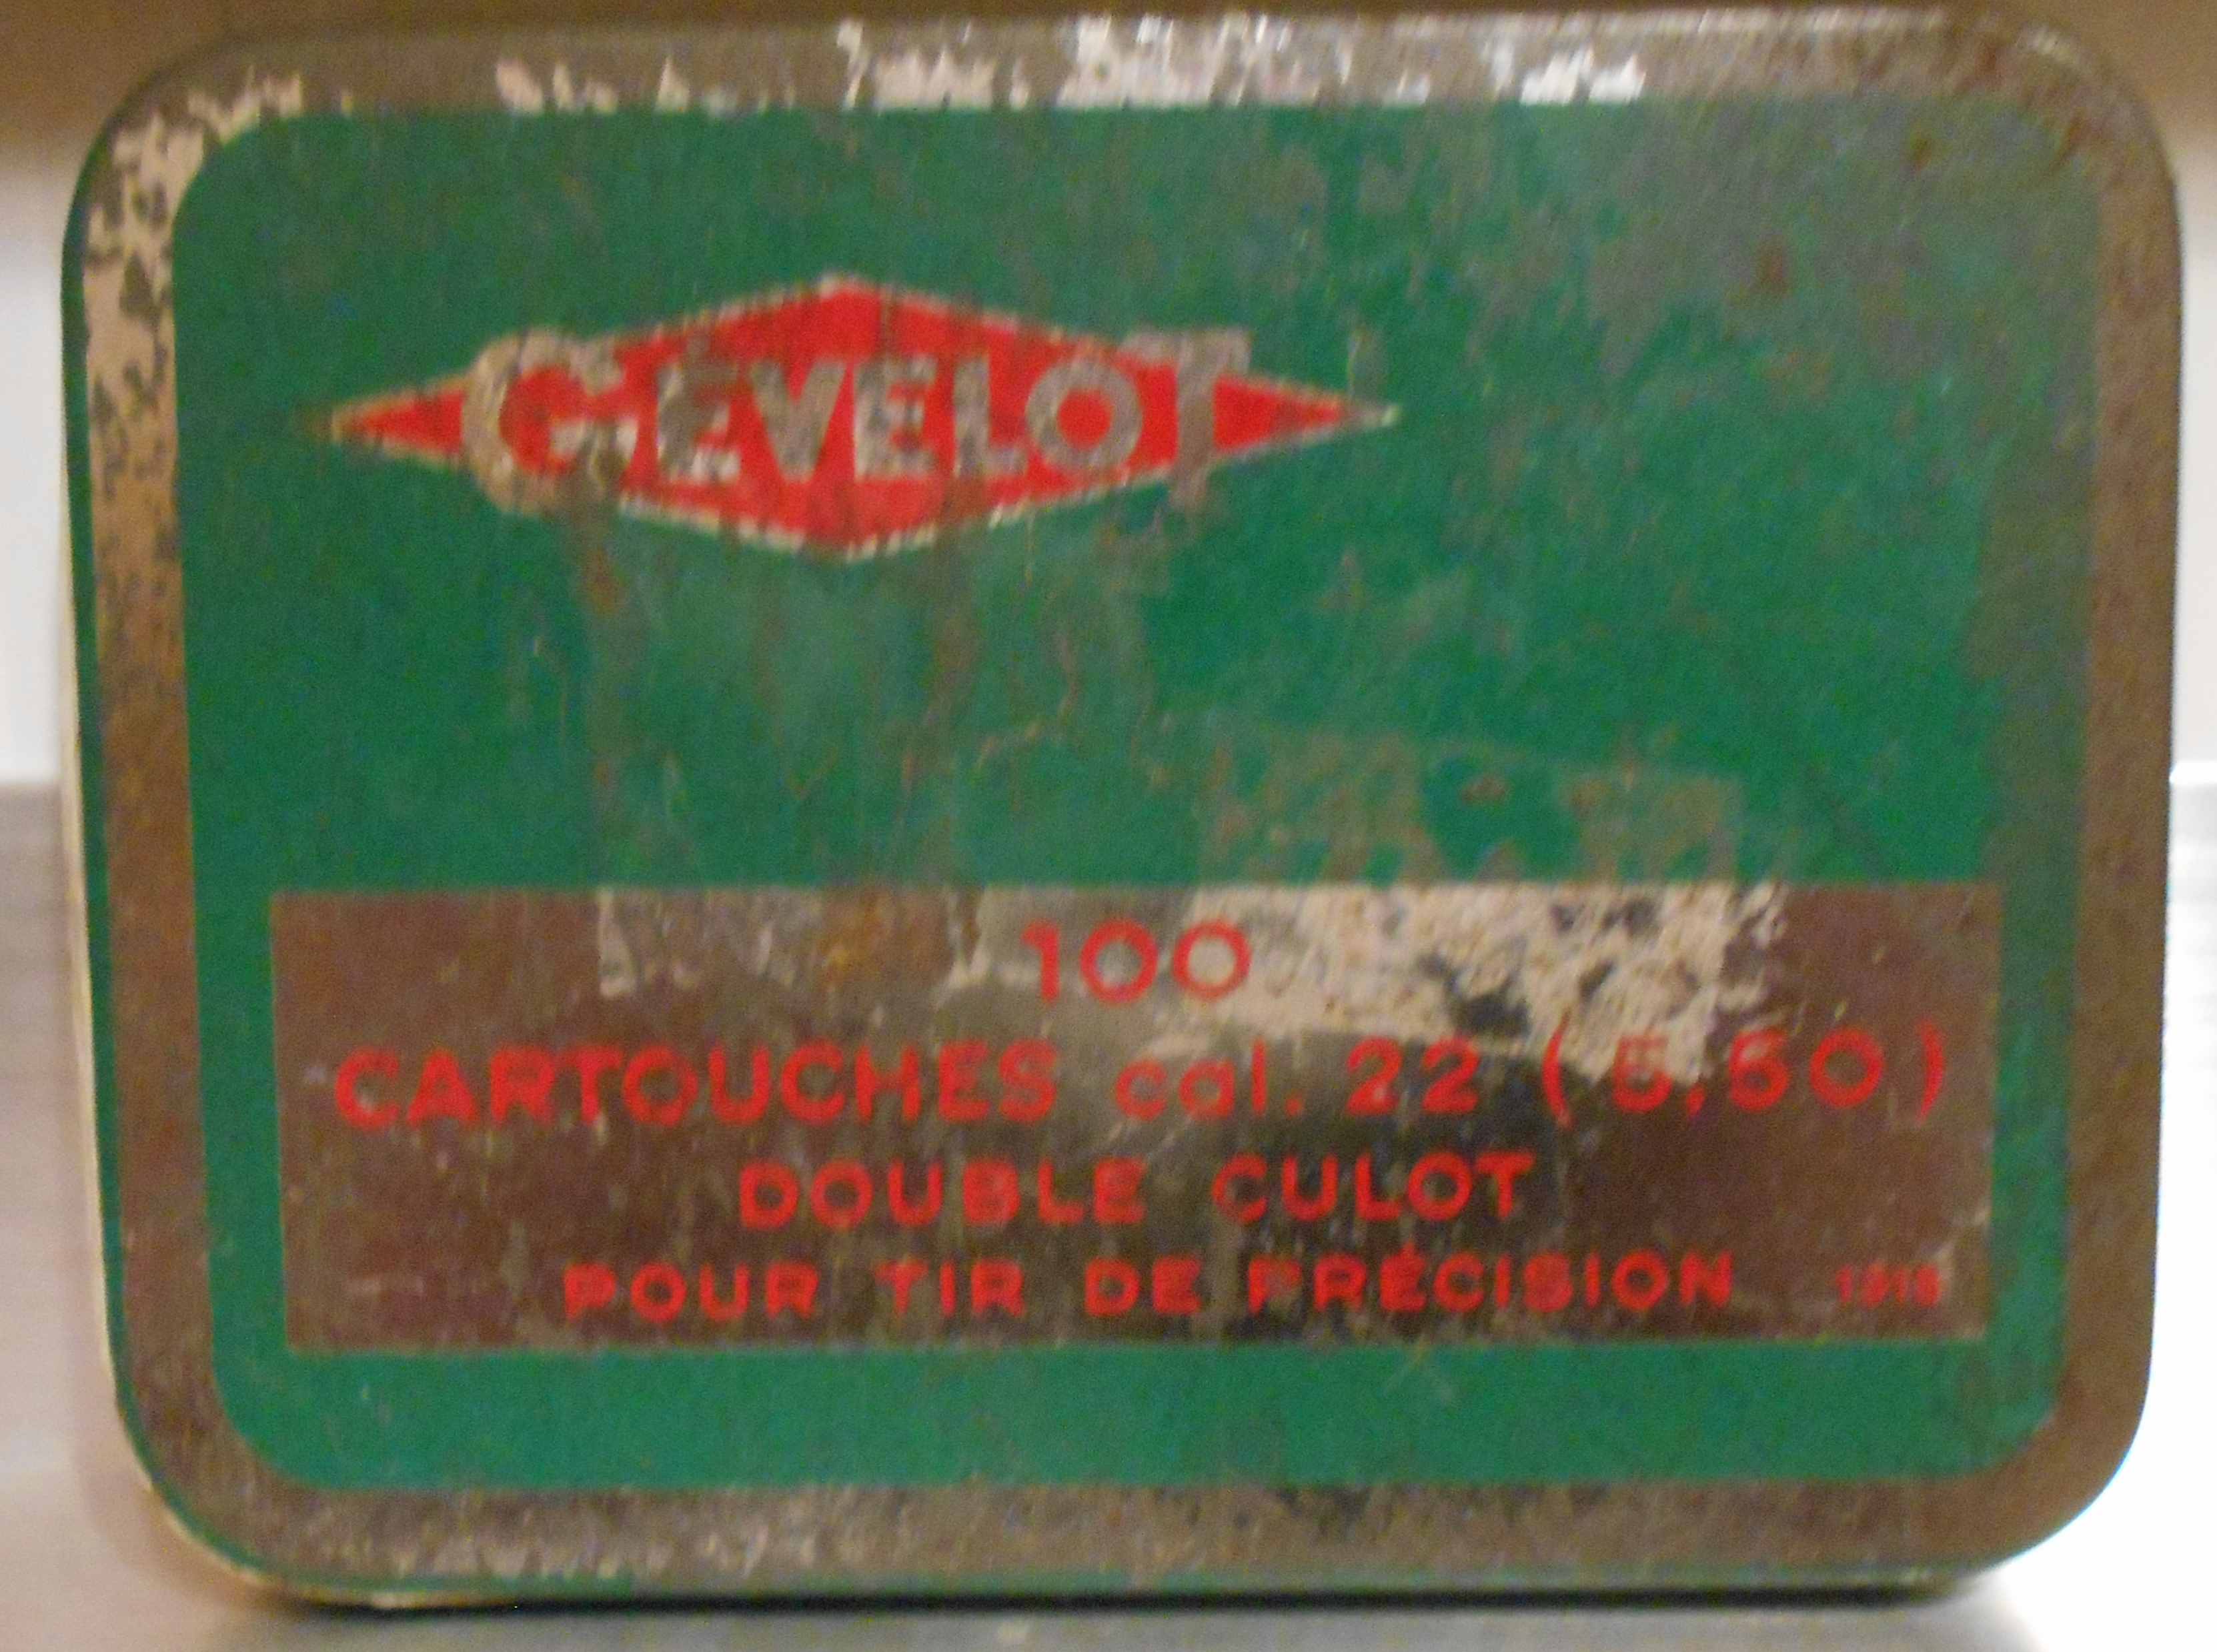 GEVELOT
100
CARTOUCHES cal. 22 (5,50)
DOUBLE CULOT
POUR TIR DE PRÉCISION